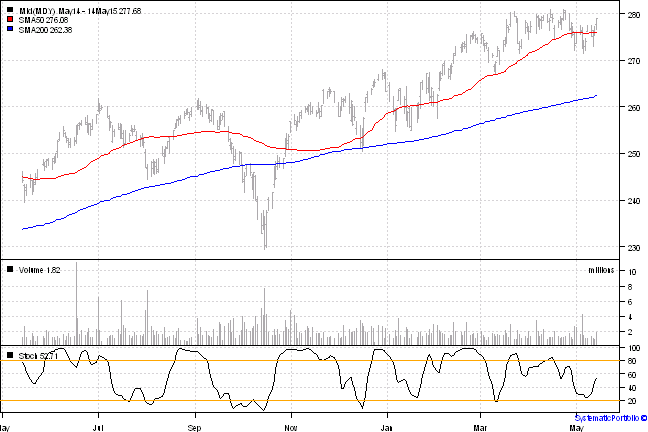 Mid(MDY), May14 - 14May15 277.68
SMA50 276.08
SMA200 262.38
280
270
260
250
240
230
Volume 1.82
millions
10
8
6
4
2
Stoch 52.71
100
80
60
40
20
May
Jul
Sep
Nov
Jan
Mar
May
SystematicPortfolio ©